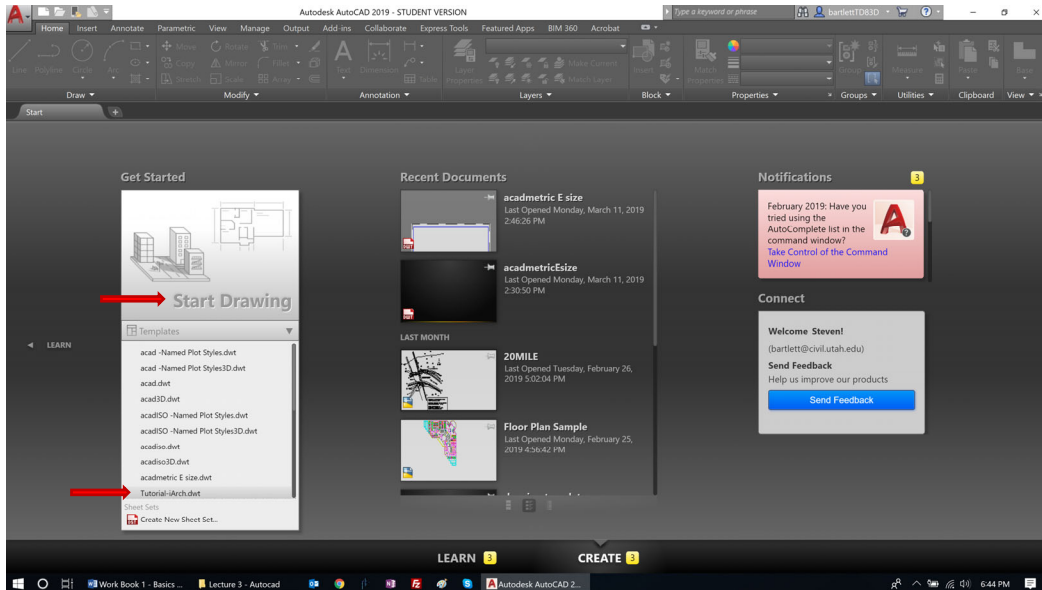 Autodesk AutoCAD 2019 - STUDENT VERSION
Type a keyword or phrase
bartlettTD83D
Home Insert Annotate Parametric View Manage Output Add-ins Collaborate Express Tools Featured Apps BIM 360 Acrobat
Line Polyline Circle Arc
Move Rotate Trim
Copy Mirror Fillet
Stretch Scale Array
Text Dimension
Table
Layer Properties
Make Current
Match Layer
Insert
Match Properties
Group
Measure
Paste
Base
Draw Modify Annotation Layers Block Properties Groups Utilities Clipboard View
Start
Get Started
Start Drawing
Templates
acad -Named Plot Styles.dwt
acad -Named Plot Styles3D.dwt
acad.dwt
acad3D.dwt
acadISO -Named Plot Styles.dwt
acadISO -Named Plot Styles3D.dwt
acadiso.dwt
acadiso3D.dwt
acadmetric E size.dwt
Tutorial-iArch.dwt
Sheet Sets
Create New Sheet Set...
LEARN
Recent Documents
acadmetric E size
Last Opened Monday, March 11, 2019
2:46:26 PM
acadmetricEsize
Last Opened Monday, March 11, 2019
2:30:50 PM
LAST MONTH
20MILE
Last Opened Tuesday, February 26,
2019 5:02:04 PM
Floor Plan Sample
Last Opened Monday, February 25,
2019 4:56:42 PM
Notifications 3
February 2019: Have you
tried using the
AutoComplete list in the
command window?
Take Control of the Command
Window
Connect
Welcome Steven!
(bartlett@civil.utah.edu)
Send Feedback
Help us improve our products
Send Feedback
LEARN 3 CREATE 3
Work Book 1 - Basics ... Lecture 3 - Autocad Autodesk AutoCAD 2... 6:44 PM